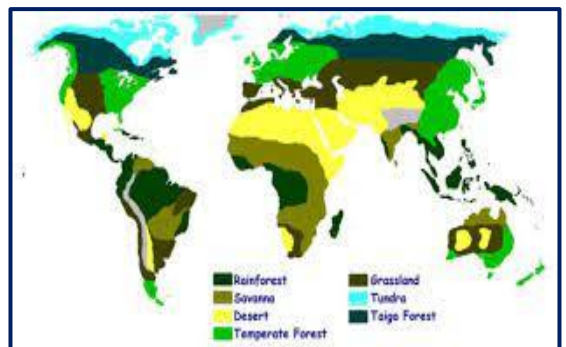 Rainforest
Savanna
Desert
Temperate Forest
Grassland
Tundra
Taiga Forest